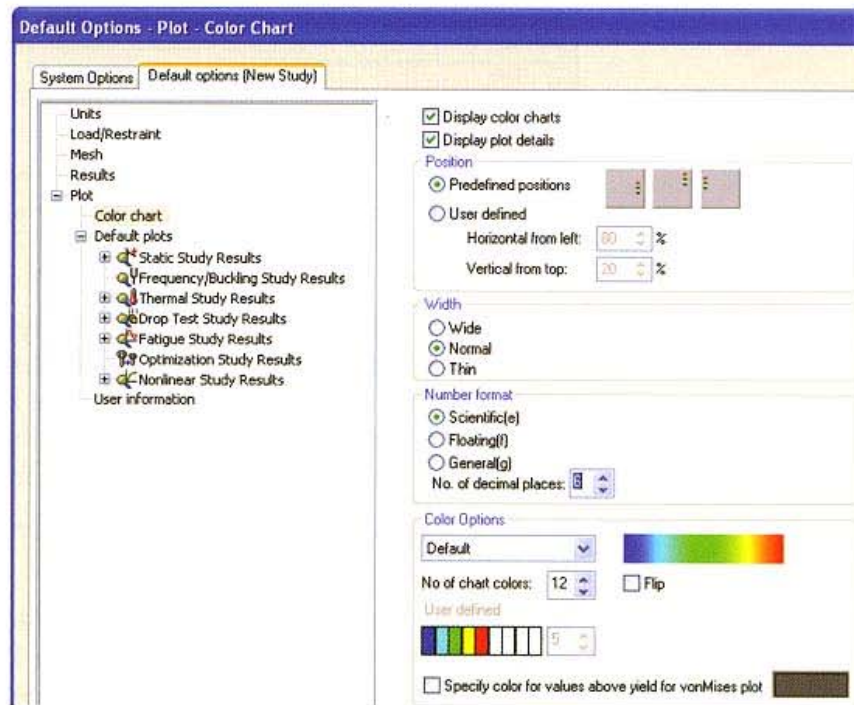 Default Options - Plot - Color Chart
System Options
Default options (New Study)
Units
Load/Restraint
Mesh
Results
Plot
Color chart
Default plots
Static Study Results
Frequency/Buckling Study Results
Thermal Study Results
Drop Test Study Results
Fatigue Study Results
Optimization Study Results
Nonlinear Study Results
User information
Display color charts
Display plot details
Position
Predefined positions
User defined
Horizontal from left: 80 %
Vertical from top: 20 %
Width
Wide
Normal
Thin
Number format
Scientific(e)
Floating(f)
General(g)
No. of decimal places:
Color Options
Default
No of chart colors: 12
Flip
User defined
5
Specify color for values above yield for vonMises plot